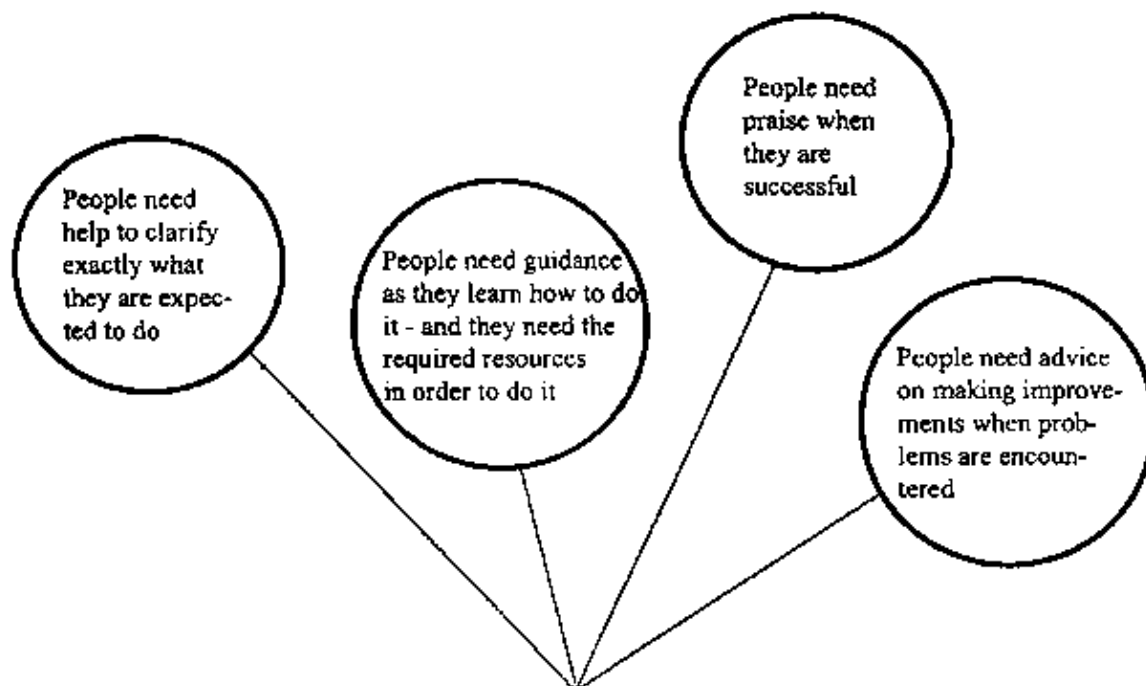 People need
help to clarify
exactly what
they are expec-
ted to do
People need guidance
as they learn how to do
it - and they need the
required resources
in order to do it
People need
praise when
they are
successful
People need advice
on making improve-
ments when prob-
lems are encoun-
tered